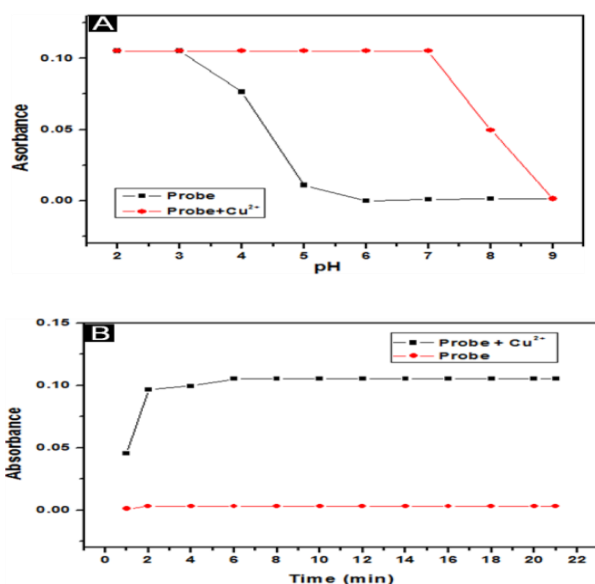 A
0.10
0.05
0.00
Asorbance
Probe
Probe+Cu²⁺
2 3 4 5 6 7 8 9
pH
B
0.15
0.10
0.05
0.00
Absorbance
Probe + Cu²⁺
Probe
0 2 4 6 8 10 12 14 16 18 20 22
Time (min)